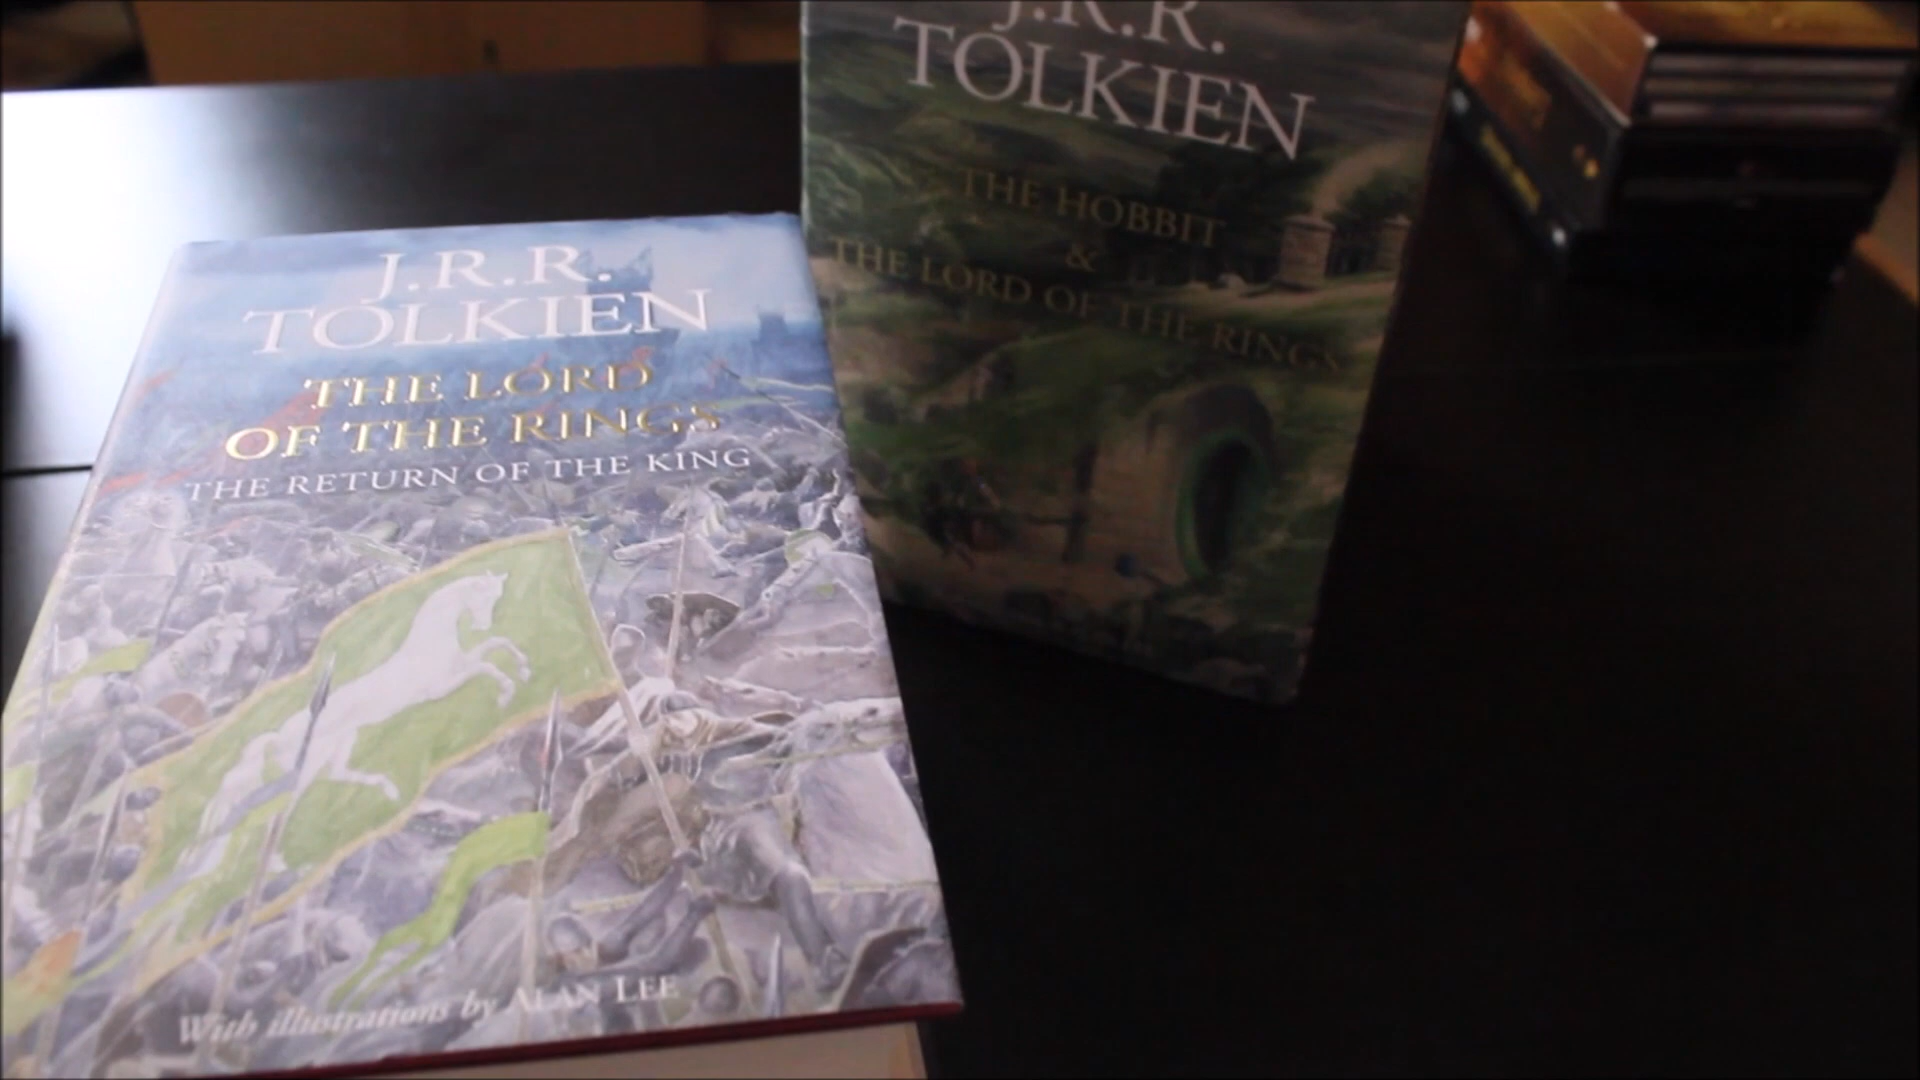 J.R.R.
TOLKIEN
THE LORD
OF THE RINGS
THE RETURN OF THE KING
With illustrations by ALAN LEE
J.R.R.
TOLKIEN
THE HOBBIT
&
THE LORD OF THE RINGS